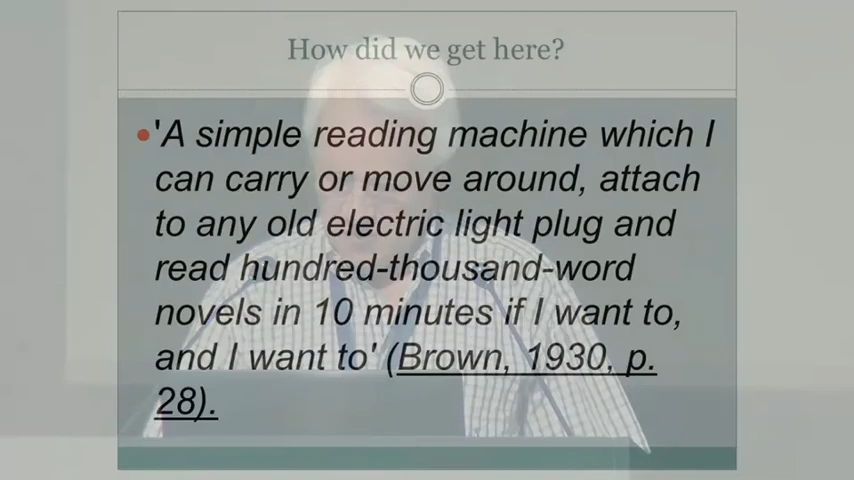 How did we get here?
'A simple reading machine which I
can carry or move around, attach
to any old electric light plug and
read hundred-thousand-word
novels in 10 minutes if I want to,
and I want to' (Brown, 1930, p.
28).